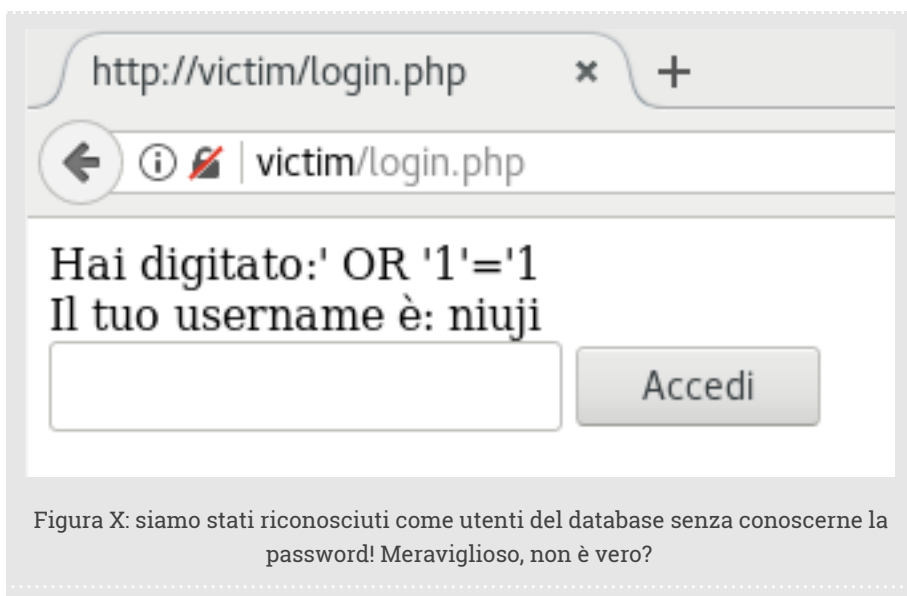 http://victim/login.php
victim/login.php
Hai digitato:' OR '1'='1
Il tuo username è: niuji
Accedi
Figura X: siamo stati riconosciuti come utenti del database senza conoscerne la
password! Meraviglioso, non è vero?